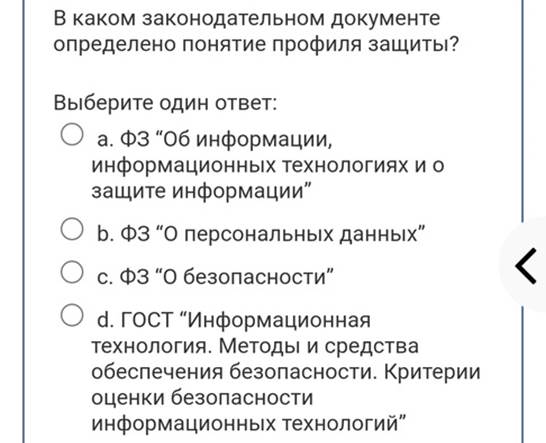 В каком законодательном документе
определено понятие профиля защиты?
Выберите один ответ:
a. ФЗ “Об информации,
информационных технологиях и о
защите информации”
b. ФЗ “О персональных данных”
c. ФЗ “О безопасности”
d. ГОСТ “Информационная
технология. Методы и средства
обеспечения безопасности. Критерии
оценки безопасности
информационных технологий”